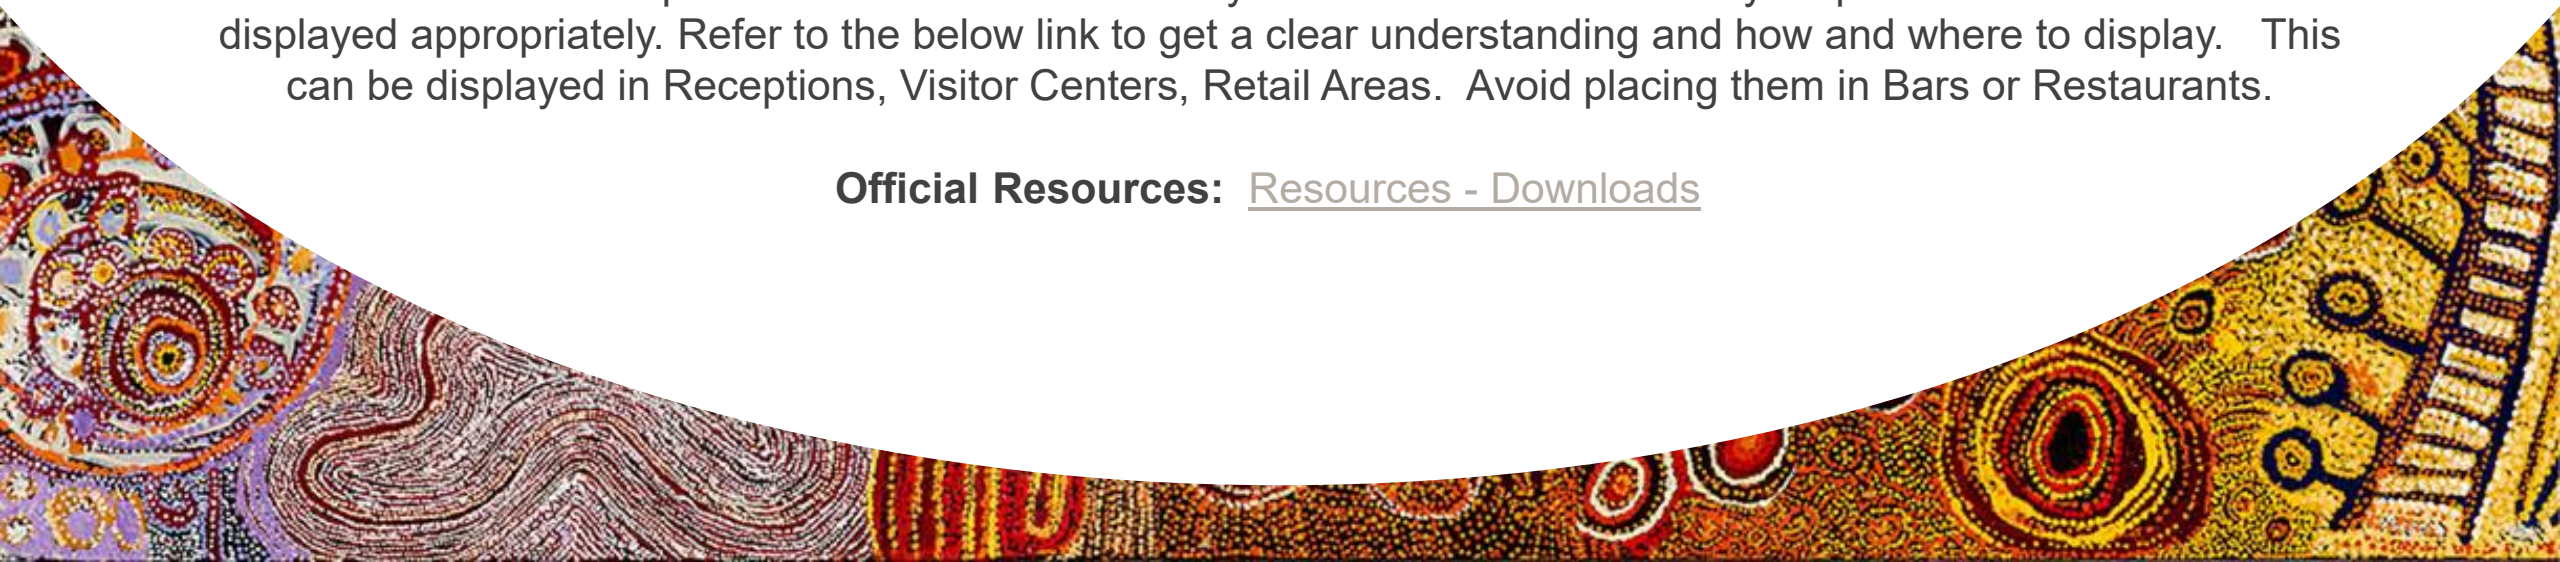 displayed appropriately. Refer to the below link to get a clear understanding and how and where to display.   This
can be displayed in Receptions, Visitor Centers, Retail Areas.  Avoid placing them in Bars or Restaurants.
Official Resources:  Resources - Downloads